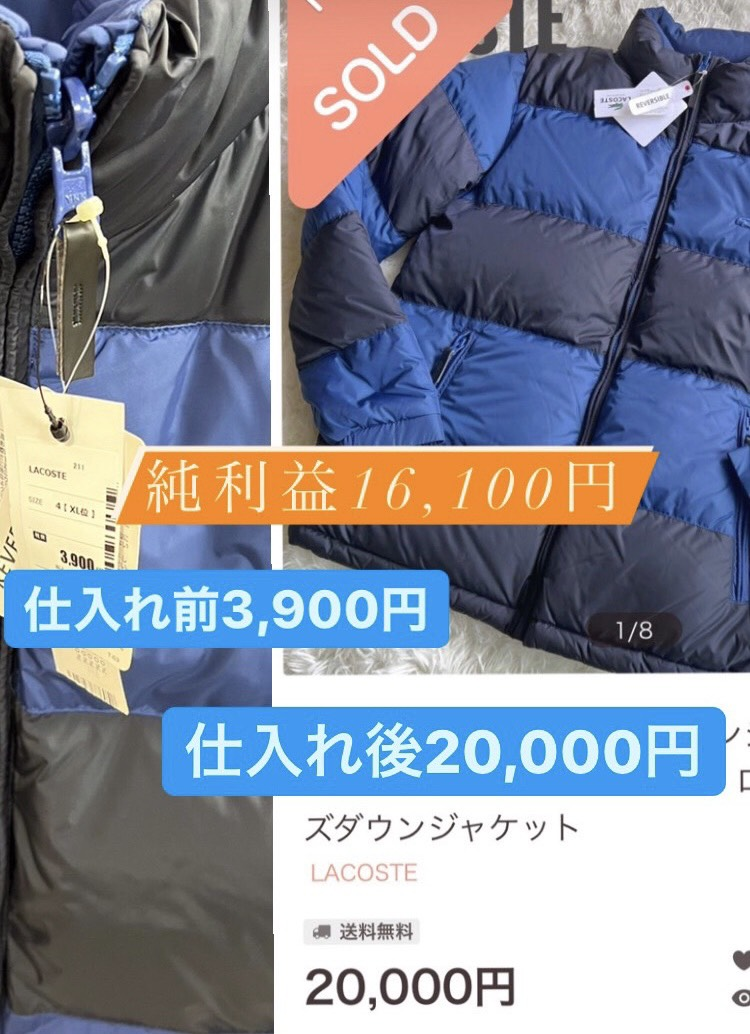 SOLD
LACOSTE
REVERSIBLE
LACOSTE 211
SIZE 4 [ XL位 ]
3,900
純利益16,100円
仕入れ前3,900円
1/8
仕入れ後20,000円
ズダウンジャケット
LACOSTE
送料無料
20,000円